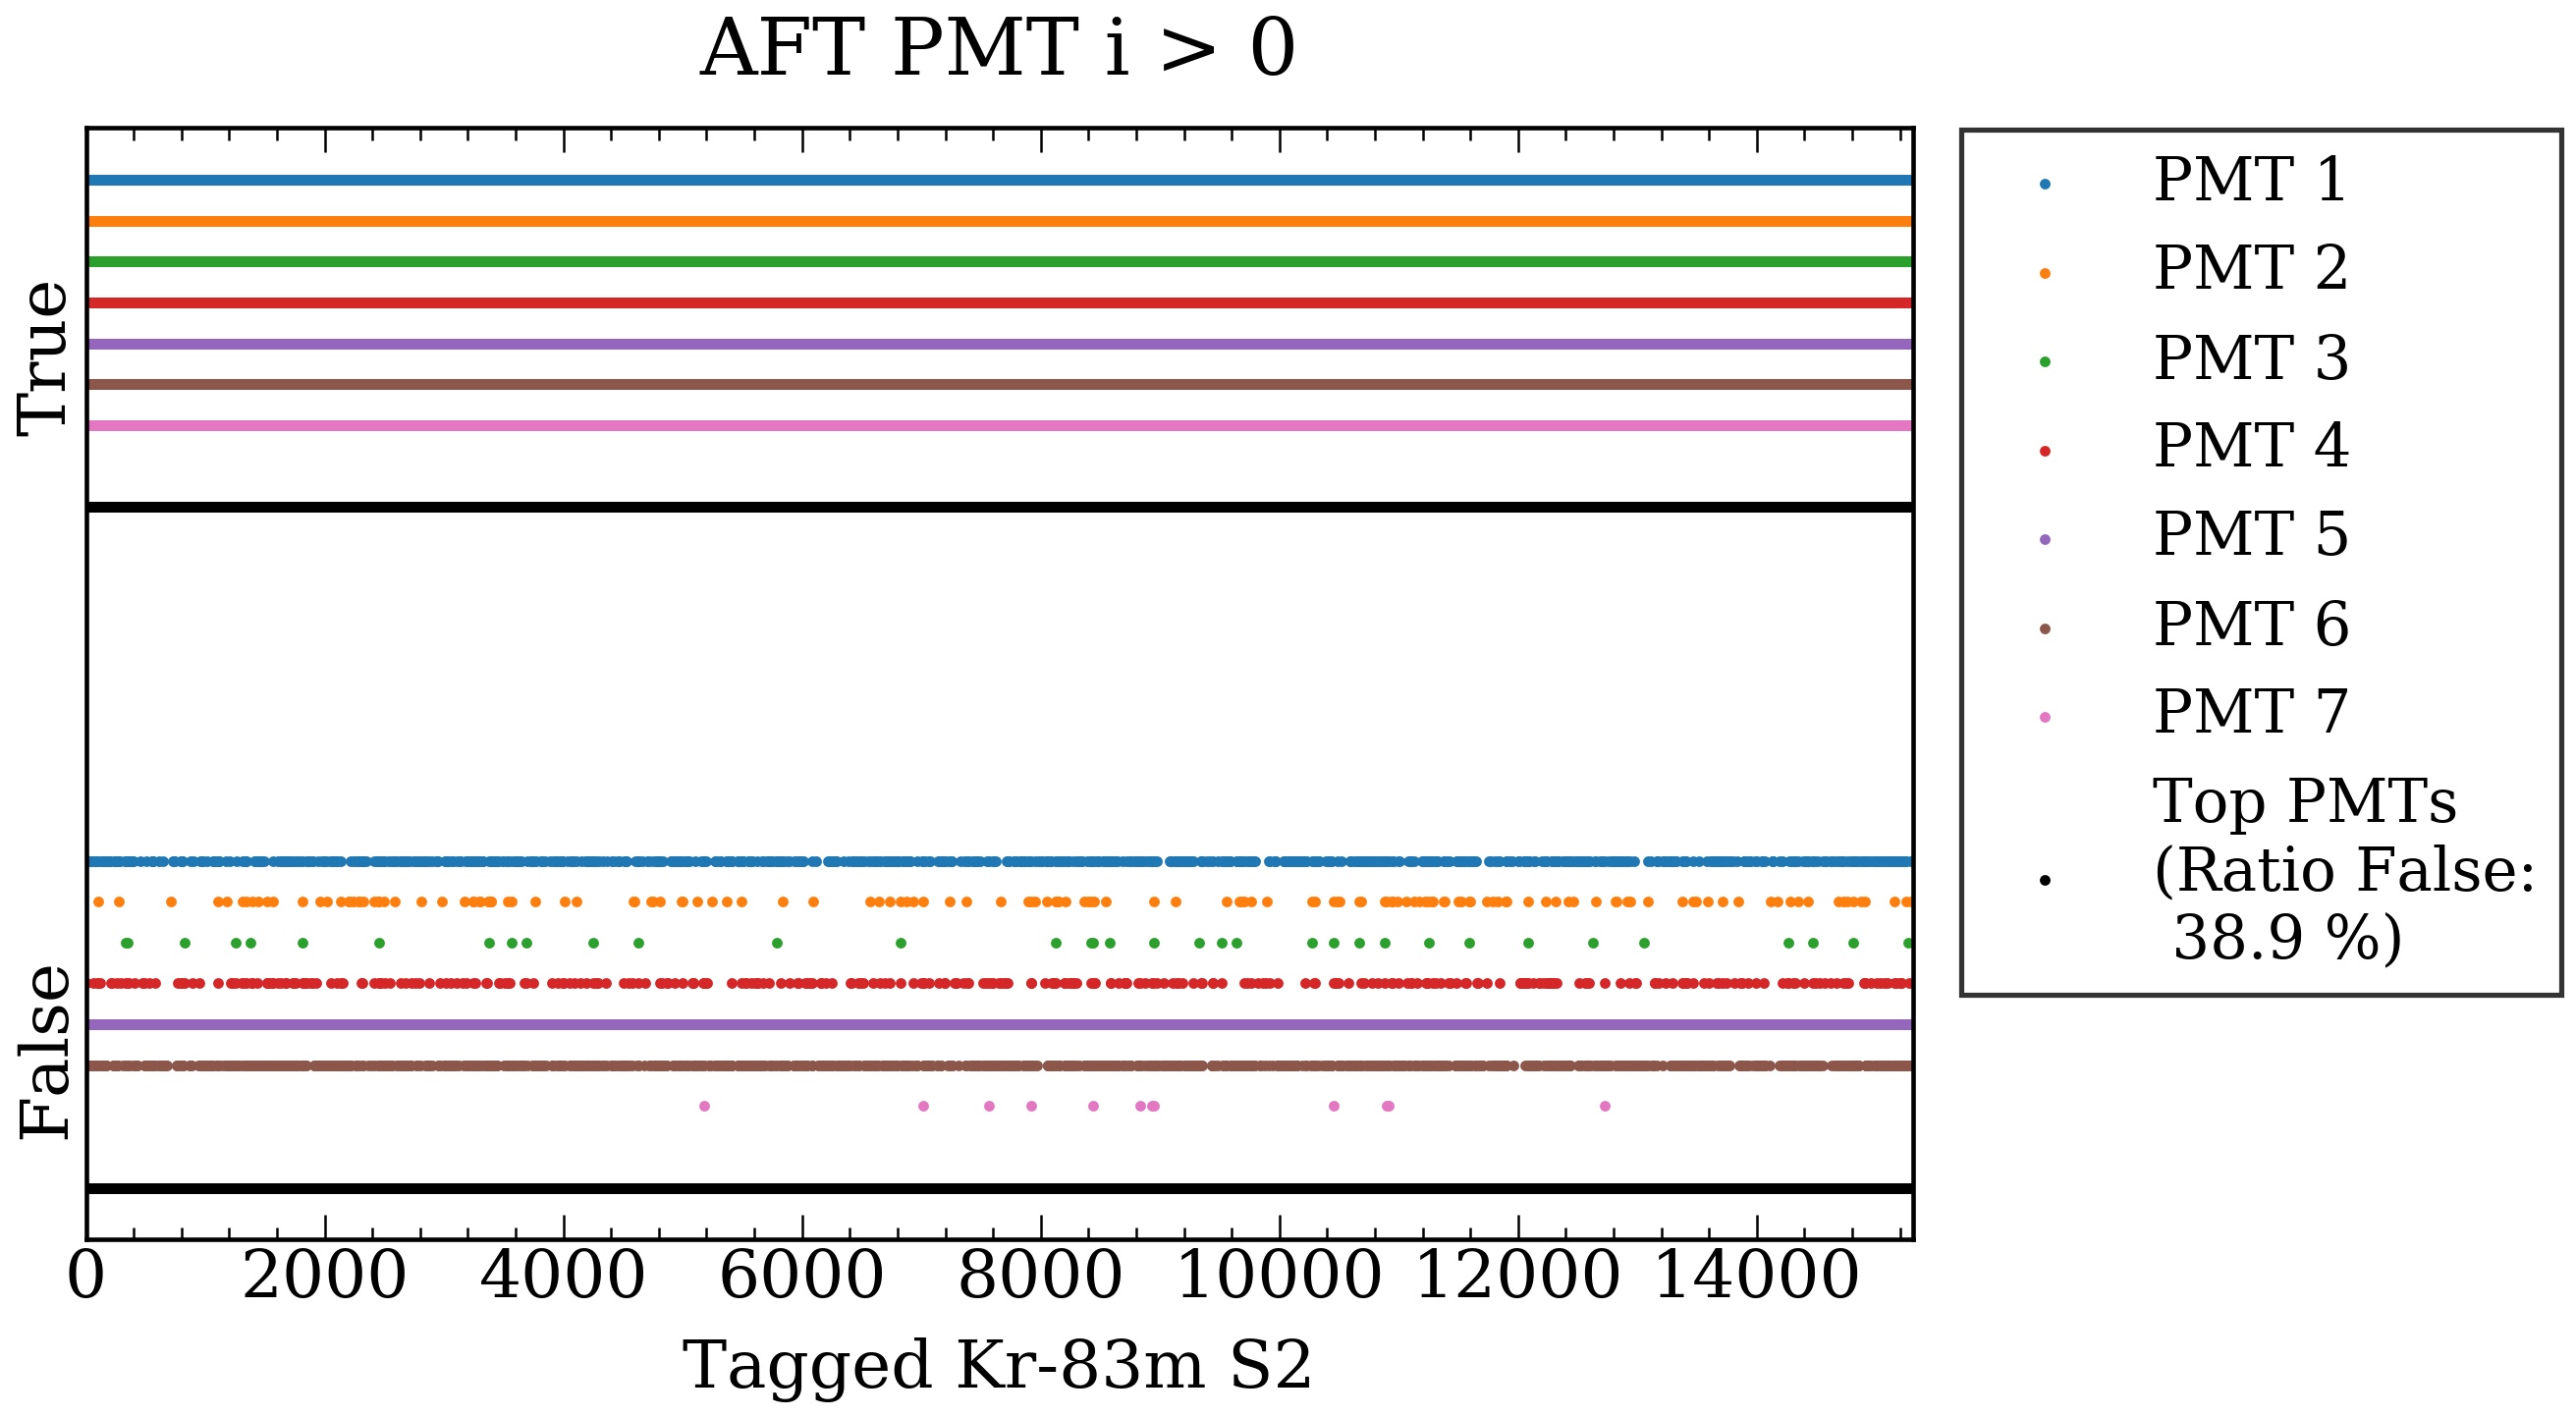 AFT PMT i > 0
True
False
0 2000 4000 6000 8000 10000 12000 14000
Tagged Kr-83m S2
PMT 1
PMT 2
PMT 3
PMT 4
PMT 5
PMT 6
PMT 7
Top PMTs
(Ratio False:
38.9 %)